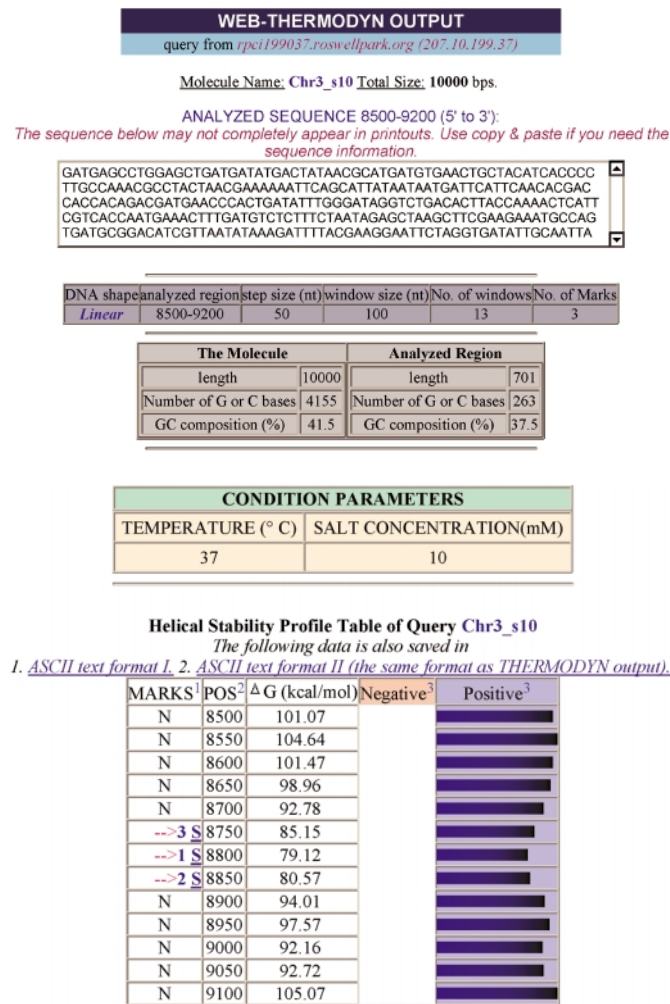 WEB-THERMODYN OUTPUT
query from rpci199037.roswellpark.org (207.10.199.37)
Molecule Name: Chr3_s10 Total Size: 10000 bps.
ANALYZED SEQUENCE 8500-9200 (5' to 3'):
The sequence below may not completely appear in printouts. Use copy & paste if you need the
sequence information.
GATGAGCCTGGAGCTGATGATATGACTATAACGCATGATGTGAACTGCTACATCACCCC
TTGCCAAACGCCTACTAACGAAAAAATTCAGCATTATAATAATGATTCATTCAACACGAC
CACCACAGACGATGAACCCACTGATATTTGGGATAGGTCTGACACTTACCAAAACTCATT
CGTCACCAATGAAACTTTGATGTCTCTTTCTAATAGAGCTAAGCTTCGAAGAAATGCCAG
TGATGCGGACATCGTTAATATAAAGATTTTACGAAGGAATTCTAGGTGATATTGCAATTA
DNA shape analyzed region step size (nt) window size (nt) No. of windows No. of Marks
Linear 8500-9200 50 100 13 3
The Molecule Analyzed Region
length 10000 length 701
Number of G or C bases 4155 Number of G or C bases 263
GC composition (%) 41.5 GC composition (%) 37.5
CONDITION PARAMETERS
TEMPERATURE (° C) SALT CONCENTRATION(mM)
37 10
Helical Stability Profile Table of Query Chr3_s10
The following data is also saved in
1. ASCII text format I. 2. ASCII text format II (the same format as THERMODYN output).
MARKS1 POS2 Δ G (kcal/mol) Negative3 Positive3
N 8500 101.07
N 8550 104.64
N 8600 101.47
N 8650 98.96
N 8700 92.78
-->3 S 8750 85.15
-->1 S 8800 79.12
-->2 S 8850 80.57
N 8900 94.01
N 8950 97.57
N 9000 92.16
N 9050 92.72
N 9100 105.07